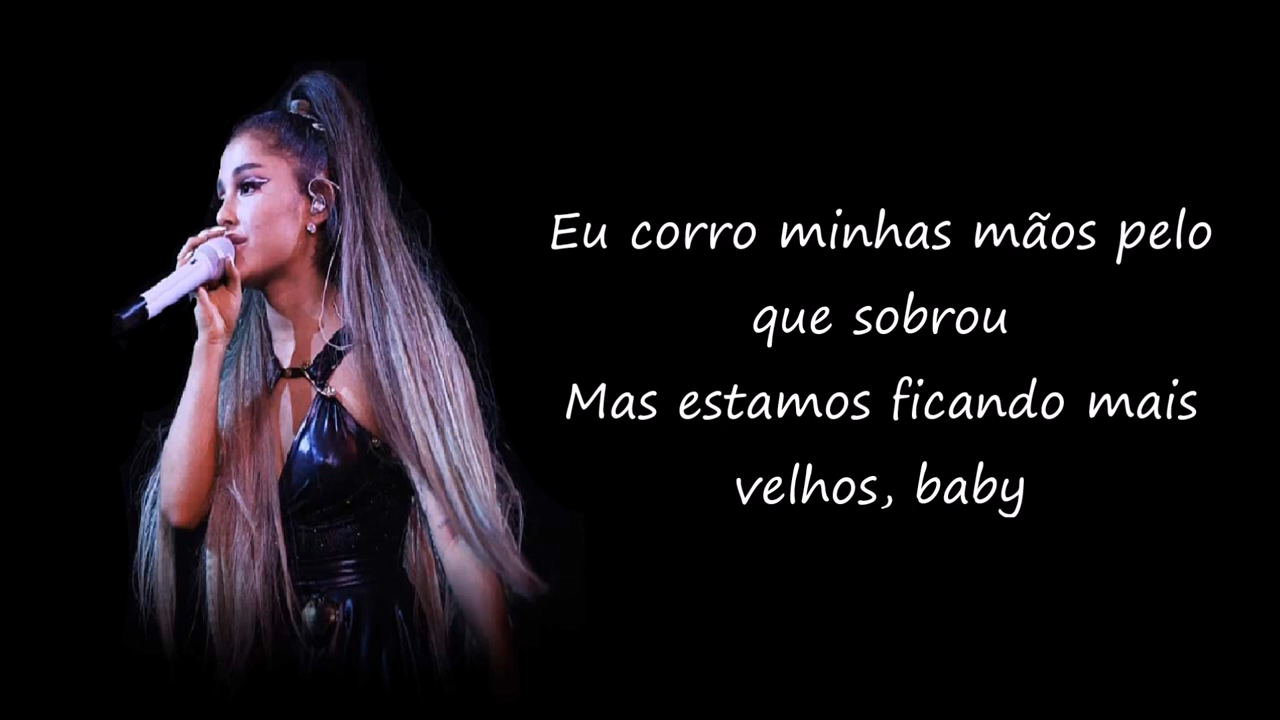 Eu corro minhas mãos pelo
que sobrou
Mas estamos ficando mais
velhos, baby